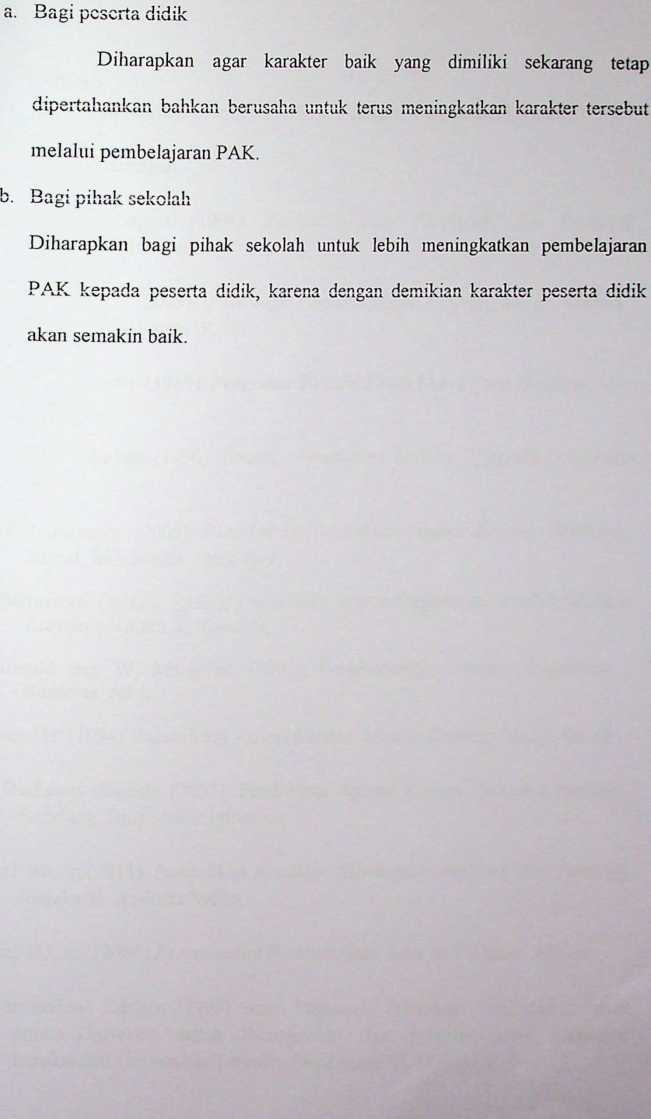 a. Bagi peserta didik
Diharapkan agar karakter baik yang dimiliki sekarang tetap
dipertahankan bahkan berusaha untuk terus meningkatkan karakter tersebut
melalui pembelajaran PAK.
b. Bagi pihak sekolah
Diharapkan bagi pihak sekolah untuk lebih meningkatkan pembelajaran
PAK kepada peserta didik, karena dengan demikian karakter peserta didik
akan semakin baik.